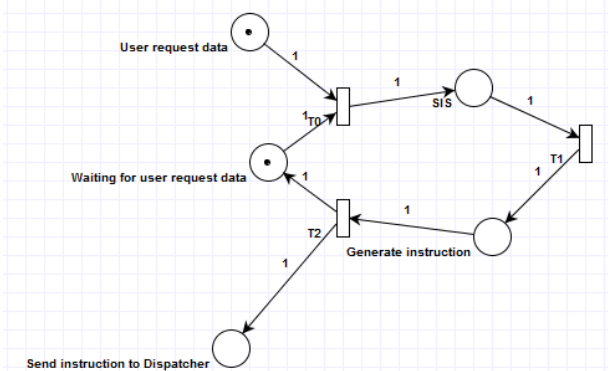 User request data
1
1
SIS
1
1
T0
T1
1
Waiting for user request data
1
1
T2
Generate instruction
1
Send instruction to Dispatcher